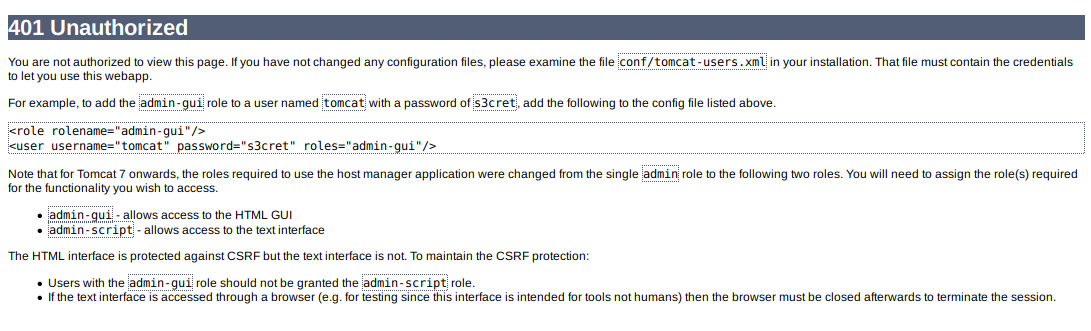 401 Unauthorized
You are not authorized to view this page. If you have not changed any configuration files, please examine the file conf/tomcat-users.xml in your installation. That file must contain the credentials
to let you use this webapp.
For example, to add the admin-gui role to a user named tomcat with a password of s3cret, add the following to the config file listed above.
<role rolename="admin-gui"/>
<user username="tomcat" password="s3cret" roles="admin-gui"/>
Note that for Tomcat 7 onwards, the roles required to use the host manager application were changed from the single admin role to the following two roles. You will need to assign the role(s) required
for the functionality you wish to access.
• admin-gui - allows access to the HTML GUI
• admin-script - allows access to the text interface
The HTML interface is protected against CSRF but the text interface is not. To maintain the CSRF protection:
• Users with the admin-gui role should not be granted the admin-script role.
• If the text interface is accessed through a browser (e.g. for testing since this interface is intended for tools not humans) then the browser must be closed afterwards to terminate the session.